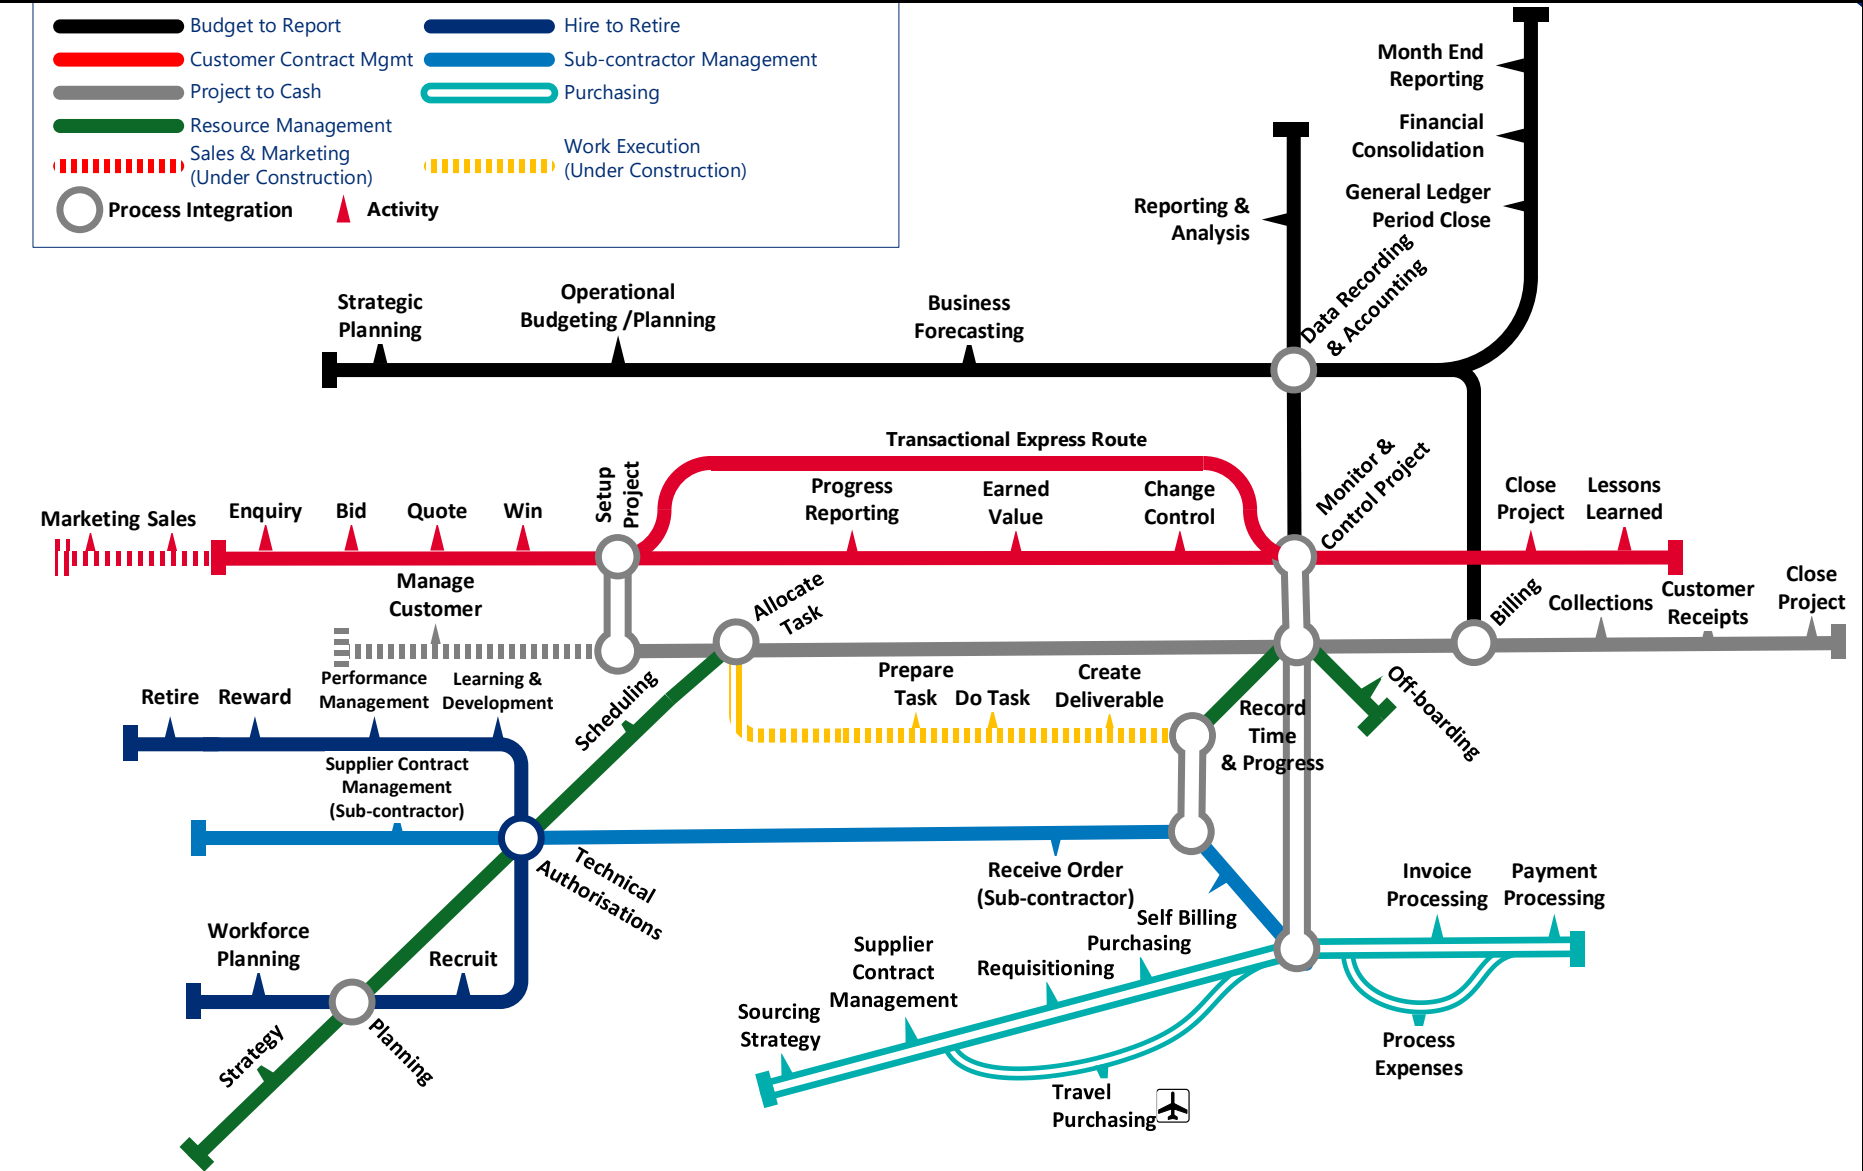 Budget to Report
Hire to Retire
Customer Contract Mgmt
Sub-contractor Management
Project to Cash
Purchasing
Resource Management
Sales & Marketing
(Under Construction)
Work Execution
(Under Construction)
Process Integration
Activity
Month End
Reporting
Financial
Consolidation
General Ledger
Period Close
Reporting &
Analysis
Data Recording
& Accounting
Strategic
Planning
Operational
Budgeting /Planning
Business
Forecasting
Transactional Express Route
Marketing
Sales
Enquiry
Bid
Quote
Win
Setup
Project
Progress
Reporting
Earned
Value
Change
Control
Monitor &
Control Project
Close
Project
Lessons
Learned
Manage
Customer
Allocate
Task
Billing
Collections
Customer
Receipts
Close
Project
Retire
Reward
Performance
Management
Learning &
Development
Scheduling
Prepare
Task
Do Task
Create
Deliverable
Record
Time
& Progress
Off-boarding
Supplier Contract
Management
(Sub-contractor)
Technical
Authorisations
Receive Order
(Sub-contractor)
Self Billing
Invoice
Processing
Payment
Processing
Workforce
Planning
Recruit
Strategy
Planning
Sourcing
Strategy
Supplier
Contract
Management
Requisitioning
Purchasing
Travel
Purchasing
Process
Expenses